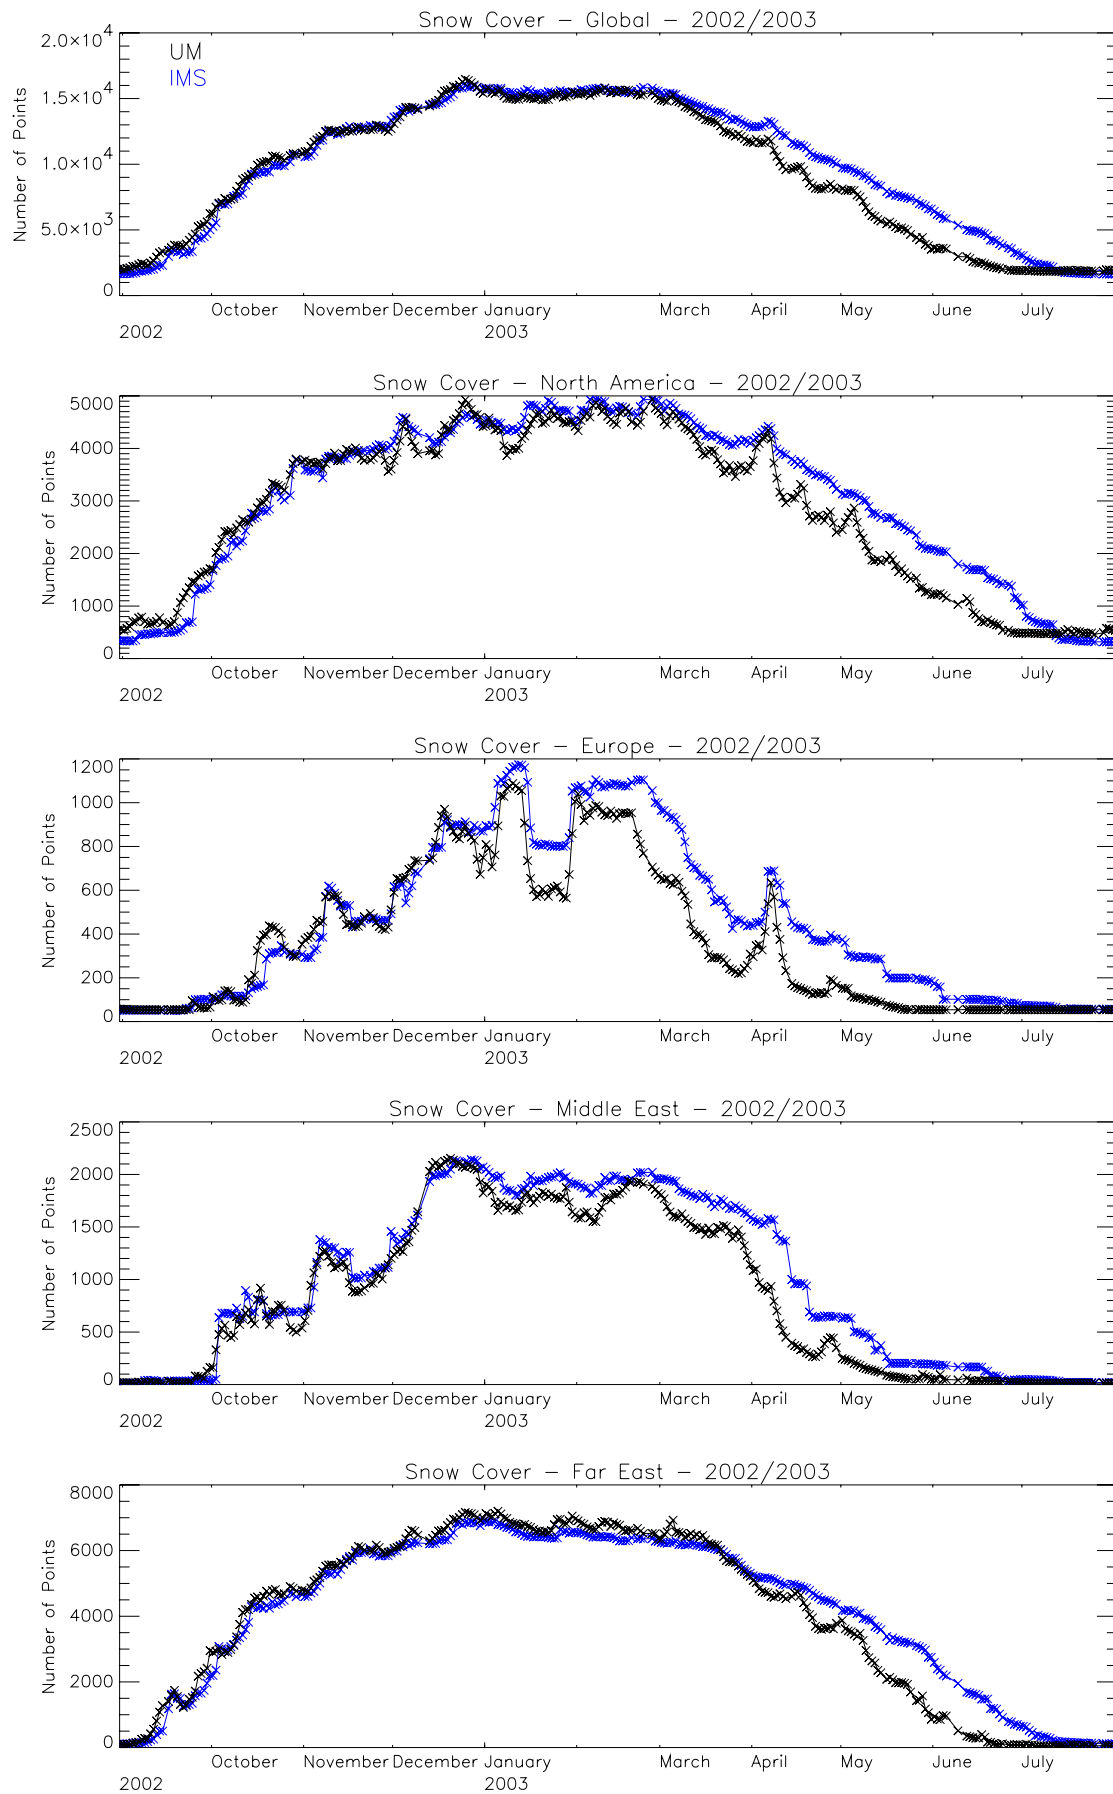 Snow Cover – Global – 2002/2003
UM
IMS
Number of Points
2.0×10⁴
1.5×10⁴
1.0×10⁴
5.0×10³
0
October November December January March April May June July
2002 2003
Snow Cover – North America – 2002/2003
Number of Points
5000
4000
3000
2000
1000
0
October November December January March April May June July
2002 2003
Snow Cover – Europe – 2002/2003
Number of Points
1200
1000
800
600
400
200
0
October November December January March April May June July
2002 2003
Snow Cover – Middle East – 2002/2003
Number of Points
2500
2000
1500
1000
500
0
October November December January March April May June July
2002 2003
Snow Cover – Far East – 2002/2003
Number of Points
8000
6000
4000
2000
0
October November December January March April May June July
2002 2003